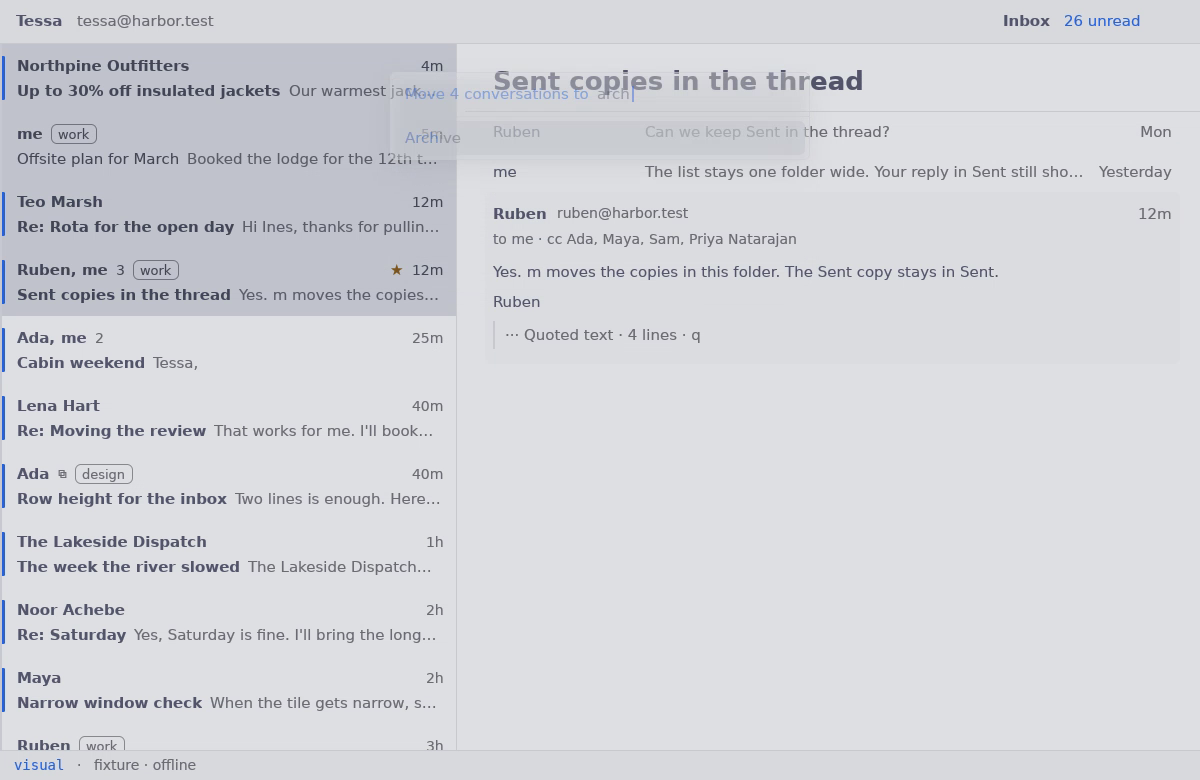 Tessa tessa@harbor.test Inbox 26 unread
Northpine Outfitters 4m
Up to 30% off insulated jackets Our warmest jack…
me work 5m
Offsite plan for March Booked the lodge for the 12th t…
Teo Marsh 12m
Re: Rota for the open day Hi Ines, thanks for pullin…
Ruben, me 3 work ★ 12m
Sent copies in the thread Yes. m moves the copies…
Ada, me 2 25m
Cabin weekend Tessa,
Lena Hart 40m
Re: Moving the review That works for me. I'll book…
Ada design 40m
Row height for the inbox Two lines is enough. Here…
The Lakeside Dispatch 1h
The week the river slowed The Lakeside Dispatch…
Noor Achebe 2h
Re: Saturday Yes, Saturday is fine. I'll bring the long…
Maya 2h
Narrow window check When the tile gets narrow, s…
Ruben work 3h
Move 4 conversations to arch
Archive
Sent copies in the thread
Ruben Can we keep Sent in the thread? Mon
me The list stays one folder wide. Your reply in Sent still sho… Yesterday
Ruben ruben@harbor.test 12m
to me · cc Ada, Maya, Sam, Priya Natarajan
Yes. m moves the copies in this folder. The Sent copy stays in Sent.
Ruben
··· Quoted text · 4 lines · q
visual · fixture · offline